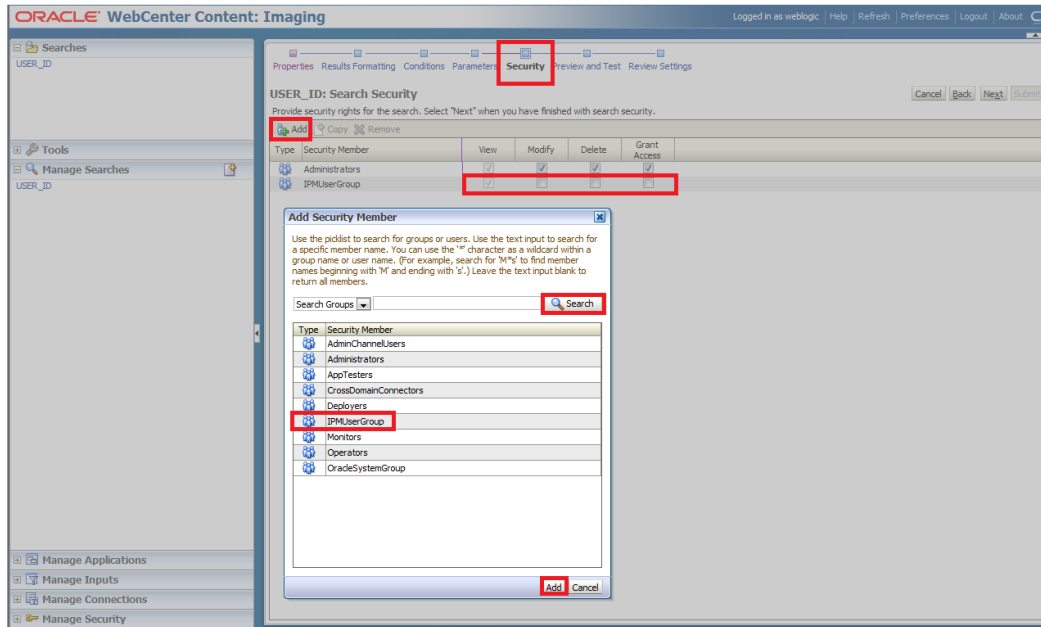 ORACLE WebCenter Content: Imaging
Logged in as weblogic Help Refresh Preferences Logout About
Searches
USER_ID
Tools
Manage Searches
USER_ID
Manage Applications
Manage Inputs
Manage Connections
Manage Security
Properties Results Formatting Conditions Parameters Security Preview and Test Review Settings
USER_ID: Search Security
Cancel Back Next Submit
Provide security rights for the search. Select "Next" when you have finished with search security.
Add Copy Remove
Type Security Member View Modify Delete Grant Access
Administrators
IPMUserGroup
Add Security Member
Use the picklist to search for groups or users. Use the text input to search for
a specific member name. You can use the '*' character as a wildcard within a
group name or user name. (For example, search for 'M*s' to find member
names beginning with 'M' and ending with 's'.) Leave the text input blank to
return all members.
Search Groups Search
Type Security Member
AdminChannelUsers
Administrators
AppTesters
CrossDomainConnectors
Deployers
IPMUserGroup
Monitors
Operators
OracleSystemGroup
Add Cancel